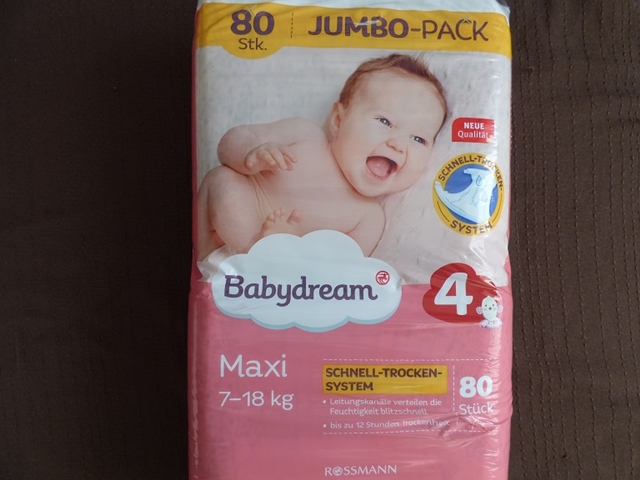 80 Stk. JUMBO-PACK
NEUE
Qualität
SCHNELL-TROCKEN-
SYSTEM
Babydream
4
Maxi
7–18 kg
SCHNELL-TROCKEN-
SYSTEM
• Leitungskanäle verteilen die
Feuchtigkeit blitzschnell
• bis zu 12 Stunden Trockenheit
80
Stück
ROSSMANN